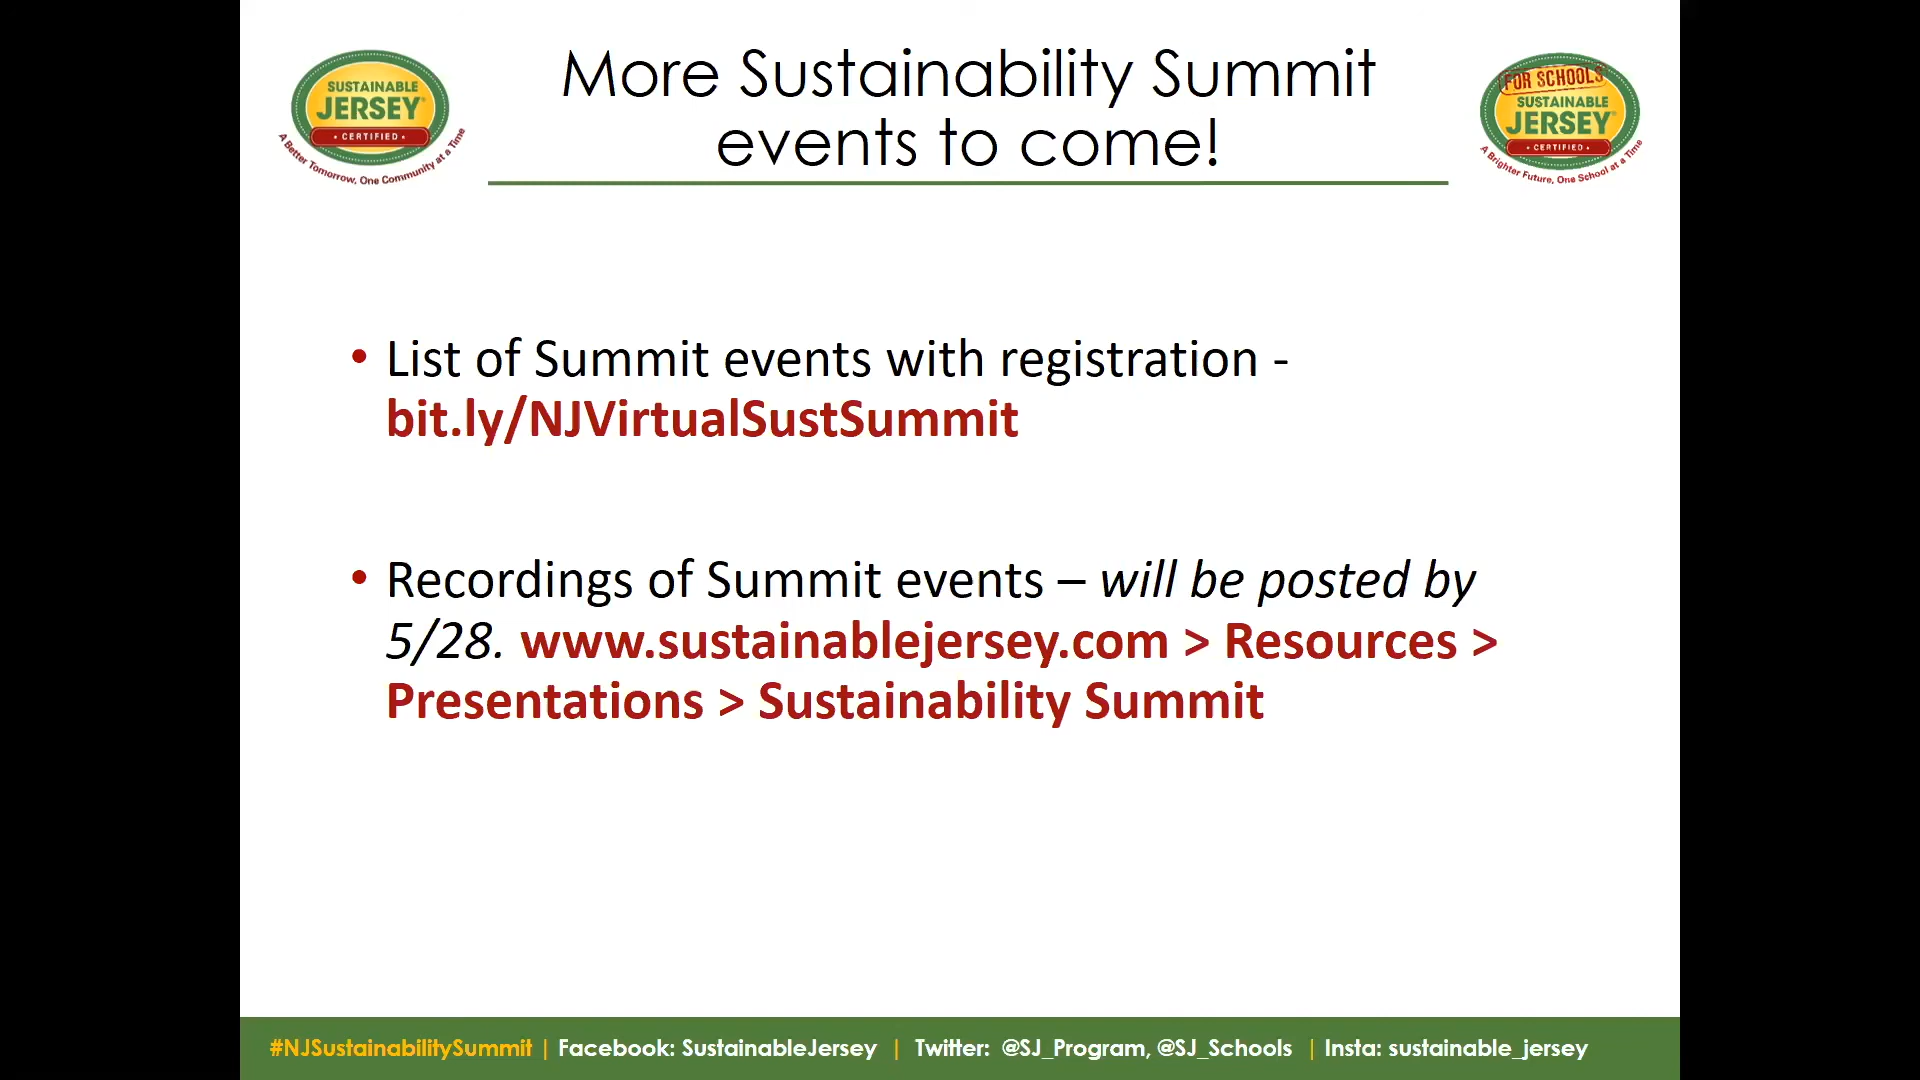 More Sustainability Summit
events to come!
SUSTAINABLE
JERSEY®
• CERTIFIED •
A Better Tomorrow, One Community at a Time
FOR SCHOOLS
SUSTAINABLE
JERSEY
• CERTIFIED •
A Brighter Future, One School at a Time
• List of Summit events with registration -
bit.ly/NJVirtualSustSummit
• Recordings of Summit events – will be posted by
5/28. www.sustainablejersey.com > Resources >
Presentations > Sustainability Summit
#NJSustainabilitySummit | Facebook: SustainableJersey | Twitter: @SJ_Program, @SJ_Schools | Insta: sustainable_jersey